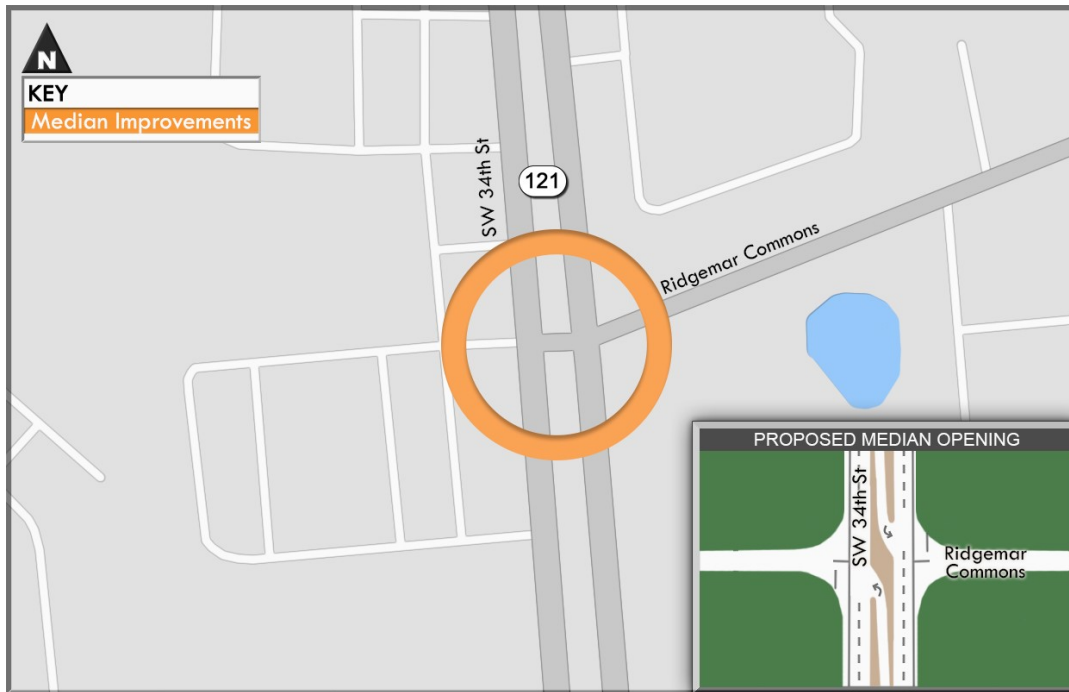 N
KEY
Median Improvements
SW 34th St
121
Ridgemar Commons
PROPOSED MEDIAN OPENING
SW 34th St
Ridgemar
Commons